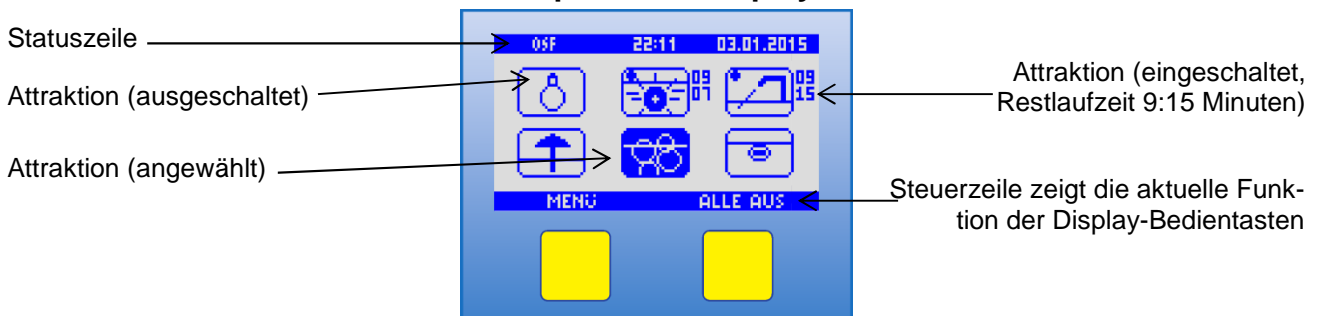 Statuszeile
Attraktion (ausgeschaltet)
Attraktion (angewählt)
OSF 22:11 03.01.2015
09
07
09
15
MENÜ ALLE AUS
Attraktion (eingeschaltet,
Restlaufzeit 9:15 Minuten)
Steuerzeile zeigt die aktuelle Funk-
tion der Display-Bedientasten